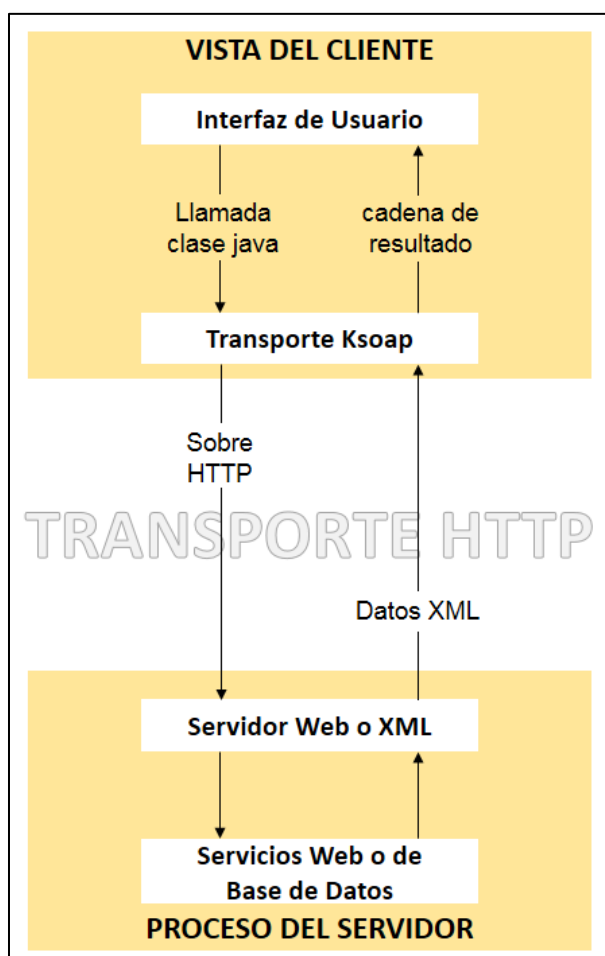 VISTA DEL CLIENTE
Interfaz de Usuario
Llamada
clase java
cadena de
resultado
Transporte Ksoap
Sobre
HTTP
TRANSPORTE HTTP
Datos XML
Servidor Web o XML
Servicios Web o de
Base de Datos
PROCESO DEL SERVIDOR